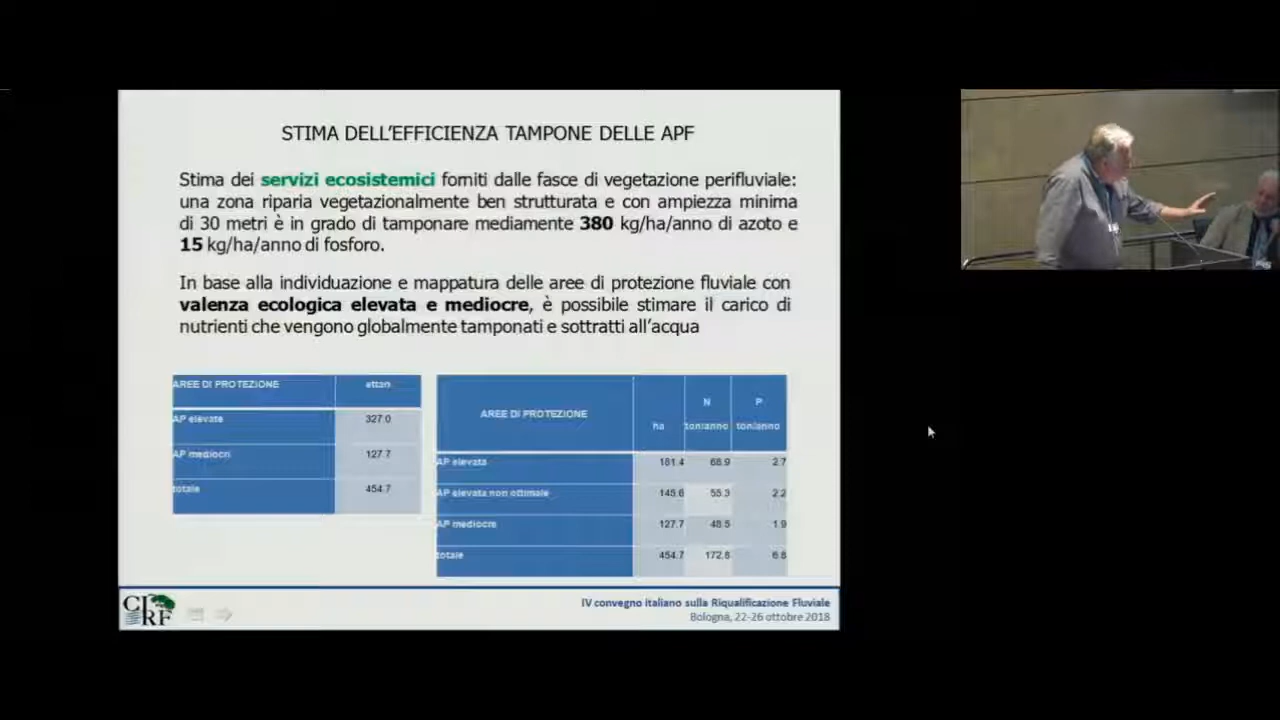 STIMA DELL'EFFICIENZA TAMPONE DELLE APF
Stima dei servizi ecosistemici forniti dalle fasce di vegetazione perifluviale:
una zona riparia vegetazionalmente ben strutturata e con ampiezza minima
di 30 metri è in grado di tamponare mediamente 380 kg/ha/anno di azoto e
15 kg/ha/anno di fosforo.
In base alla individuazione e mappatura delle aree di protezione fluviale con
valenza ecologica elevata e mediocre, è possibile stimare il carico di
nutrienti che vengono globalmente tamponati e sottratti all'acqua
AREE DI PROTEZIONE ettari
AP elevate 327.0
AP mediocri 127.7
totale 454.7
AREE DI PROTEZIONE ha N ton/anno P ton/anno
AP elevata 181.4 68.9 2.7
AP elevata non ottimale 145.6 55.3 2.2
AP mediocre 127.7 48.5 1.9
totale 454.7 172.8 6.8
CIRF
IV convegno italiano sulla Riqualificazione Fluviale
Bologna, 22-26 ottobre 2018